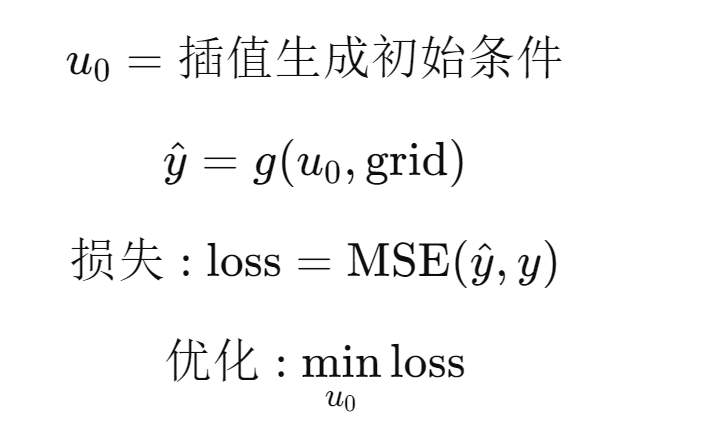 u₀ = 插值生成初始条件
ŷ = g(u₀, grid)
损失 : loss = MSE(ŷ, y)
优化 : min loss
u₀